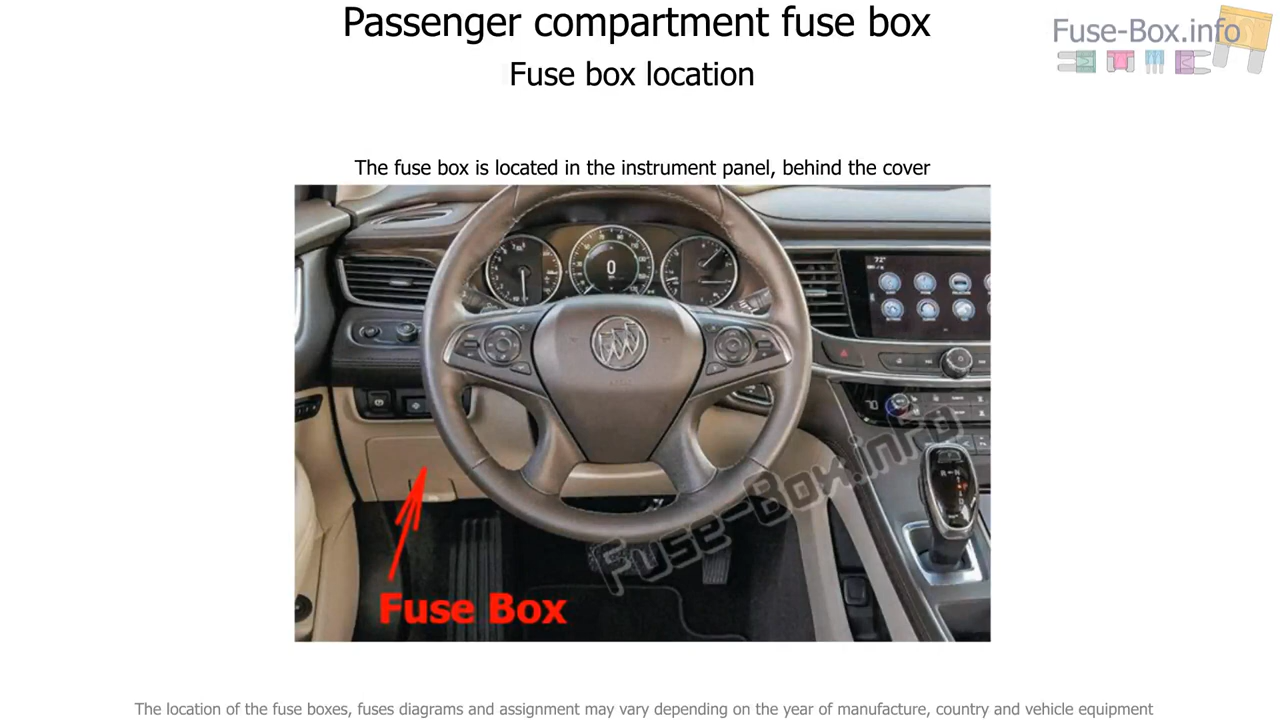 Passenger compartment fuse box
Fuse-Box.info
Fuse box location
The fuse box is located in the instrument panel, behind the cover
0
72°
R N
Fuse-Box.info
Fuse Box
The location of the fuse boxes, fuses diagrams and assignment may vary depending on the year of manufacture, country and vehicle equipment